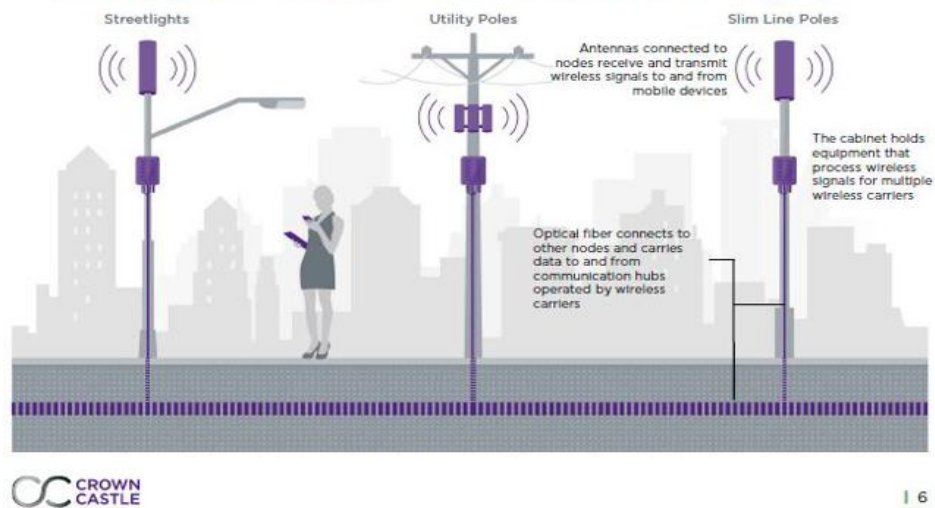 Streetlights
Utility Poles
Slim Line Poles
Antennas connected to
nodes receive and transmit
wireless signals to and from
mobile devices
The cabinet holds
equipment that
process wireless
signals for multiple
wireless carriers
Optical fiber connects to
other nodes and carries
data to and from
communication hubs
operated by wireless
carriers
CROWN
CASTLE
| 6